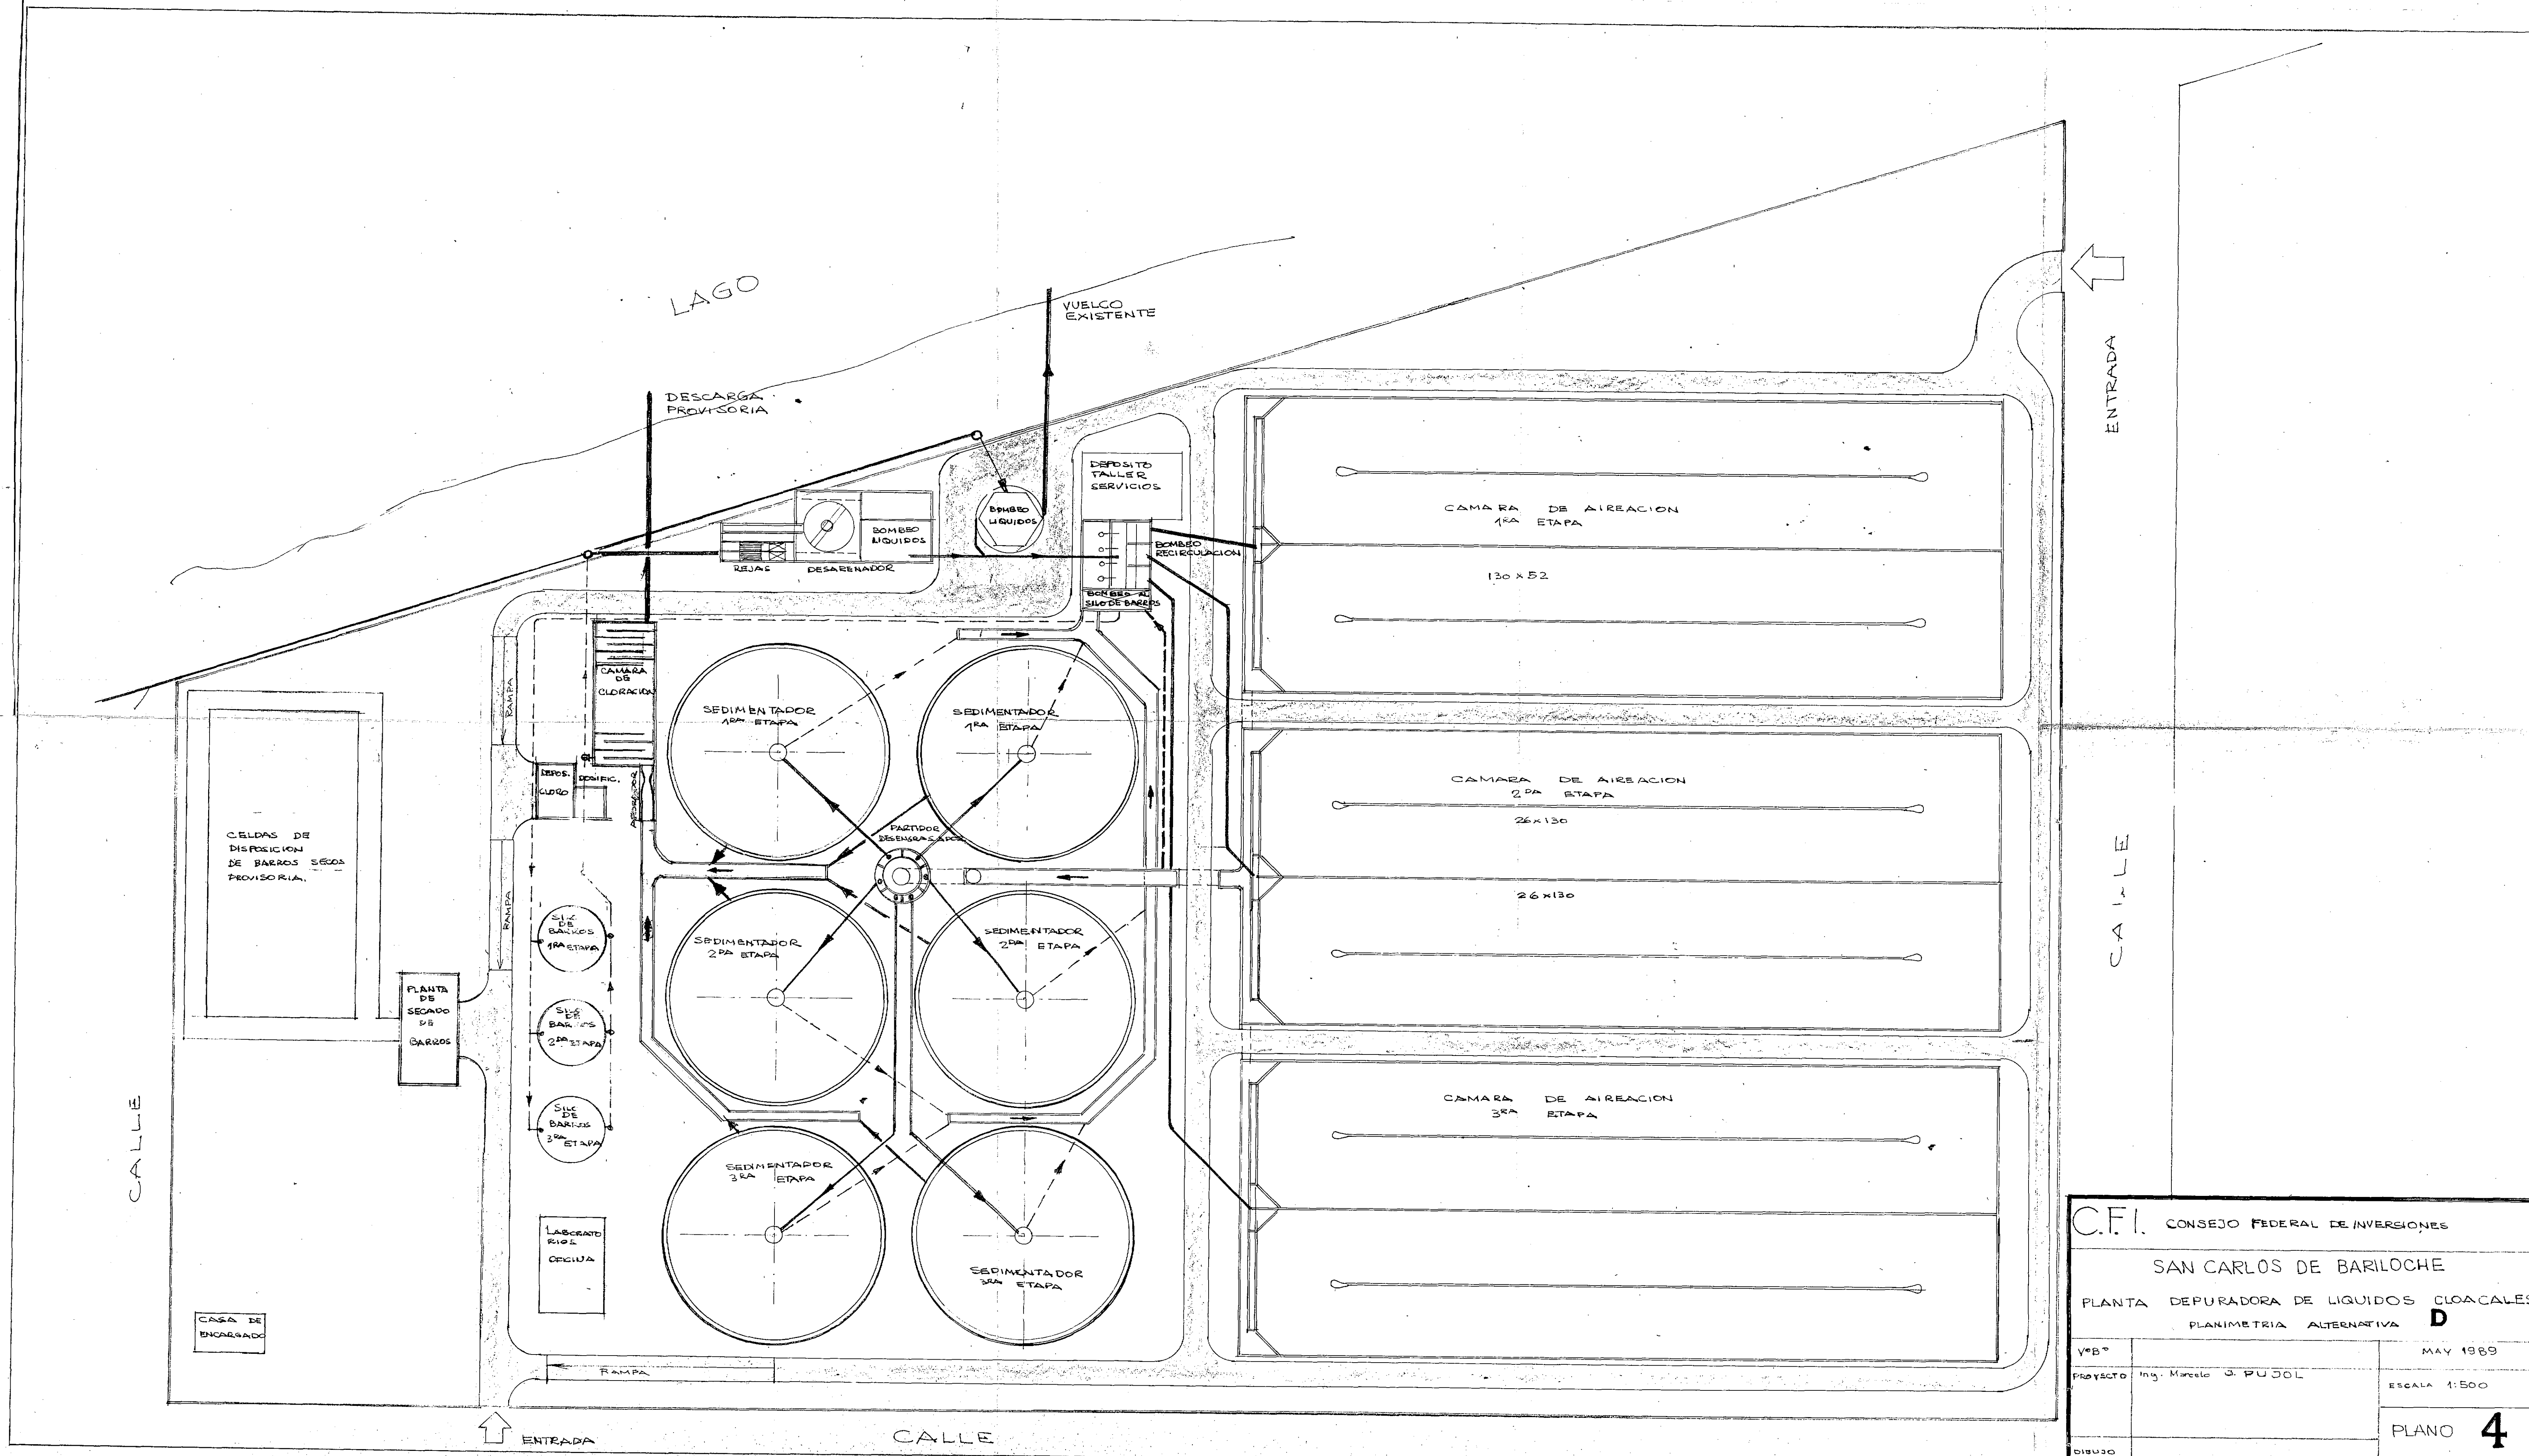 LAGO
VUELCO
EXISTENTE
DESCARGA
PROVISORIA
ENTRADA
DEPOSITO
TALLER
SERVICIOS
BOMBEO
LIQUIDOS
BOMBEO
LIQUIDOS
REJAS
DESARENADOR
BOMBEO
RECIRCULACION
BOMBEO AL
SILO DE BARROS
CAMARA DE AIREACION
1RA ETAPA
130 x 52
RAMPA
CAMARA
DE
CLORACION
SEDIMENTADOR
1RA ETAPA
SEDIMENTADOR
1RA ETAPA
DEPOS.
CLORO
DOSIFIC.
AFORADOR
CAMARA DE AIREACION
2DA ETAPA
26x130
26x130
PARTIDOR
DESENGRASADOR
CELDAS DE
DISPOSICION
DE BARROS SECOS
PROVISORIA.
RAMPA
SILO
DE
BARROS
1RA ETAPA
SEDIMENTADOR
2DA ETAPA
SEDIMENTADOR
2DA ETAPA
CALLE
PLANTA
DE
SECADO
DE
BARROS
SILO
DE
BARROS
2DA ETAPA
SILO
DE
BARROS
3RA ETAPA
CALLE
CAMARA DE AIREACION
3RA ETAPA
SEDIMENTADOR
3RA ETAPA
SEDIMENTADOR
3RA ETAPA
LABORATO
RIOS
OFICINA
CASA DE
ENCARGADO
RAMPA
ENTRADA
CALLE
C.F.I. CONSEJO FEDERAL DE INVERSIONES
SAN CARLOS DE BARILOCHE
PLANTA DEPURADORA DE LIQUIDOS CLOACALES
PLANIMETRIA ALTERNATIVA D
VºBº
MAY 1989
PROYECTO Ing. Marcelo J. PUJOL
ESCALA 1:500
PLANO 4
DIBUJO